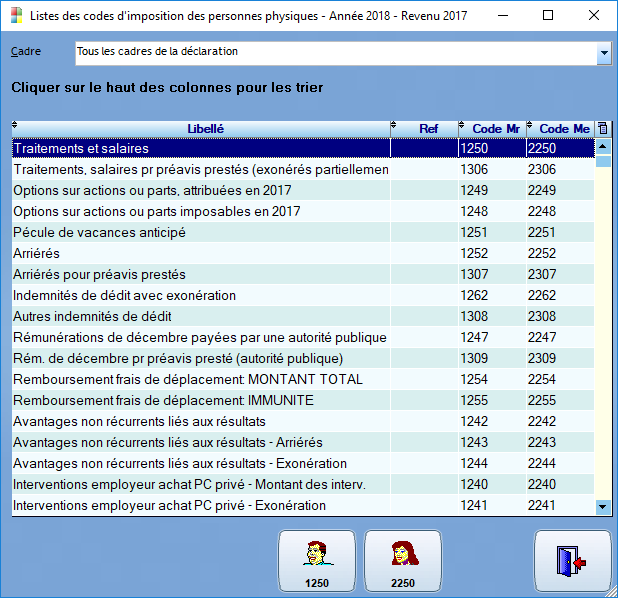 Listes des codes d'imposition des personnes physiques - Année 2018 - Revenu 2017
Cadre Tous les cadres de la déclaration
Cliquer sur le haut des colonnes pour les trier
Libellé Ref Code Mr Code Me
Traitements et salaires 1250 2250
Traitements, salaires pr préavis prestés (exonérés partiellemen 1306 2306
Options sur actions ou parts, attribuées en 2017 1249 2249
Options sur actions ou parts imposables en 2017 1248 2248
Pécule de vacances anticipé 1251 2251
Arriérés 1252 2252
Arriérés pour préavis prestés 1307 2307
Indemnités de dédit avec exonération 1262 2262
Autres indemnités de dédit 1308 2308
Rémunérations de décembre payées par une autorité publique 1247 2247
Rém. de décembre pr préavis presté (autorité publique) 1309 2309
Remboursement frais de déplacement: MONTANT TOTAL 1254 2254
Remboursement frais de déplacement: IMMUNITE 1255 2255
Avantages non récurrents liés aux résultats 1242 2242
Avantages non récurrents liés aux résultats - Arriérés 1243 2243
Avantages non récurrents liés aux résultats - Exonération 1244 2244
Interventions employeur achat PC privé - Montant des interv. 1240 2240
Interventions employeur achat PC privé - Exonération 1241 2241
1250 2250